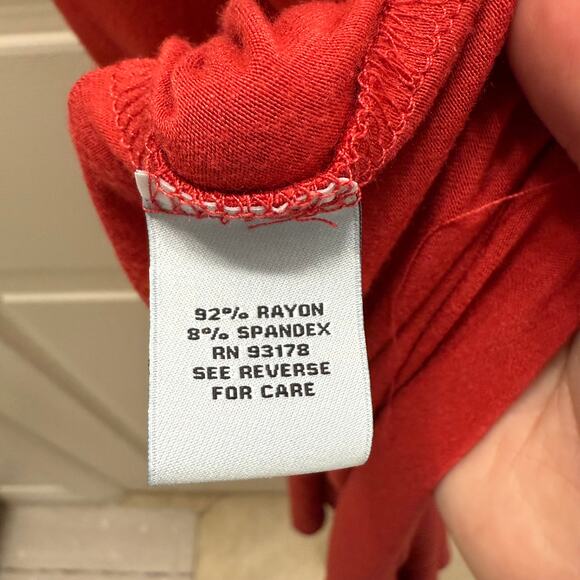 92% RAYON
8% SPANDEX
RN 93178
SEE REVERSE
FOR CARE